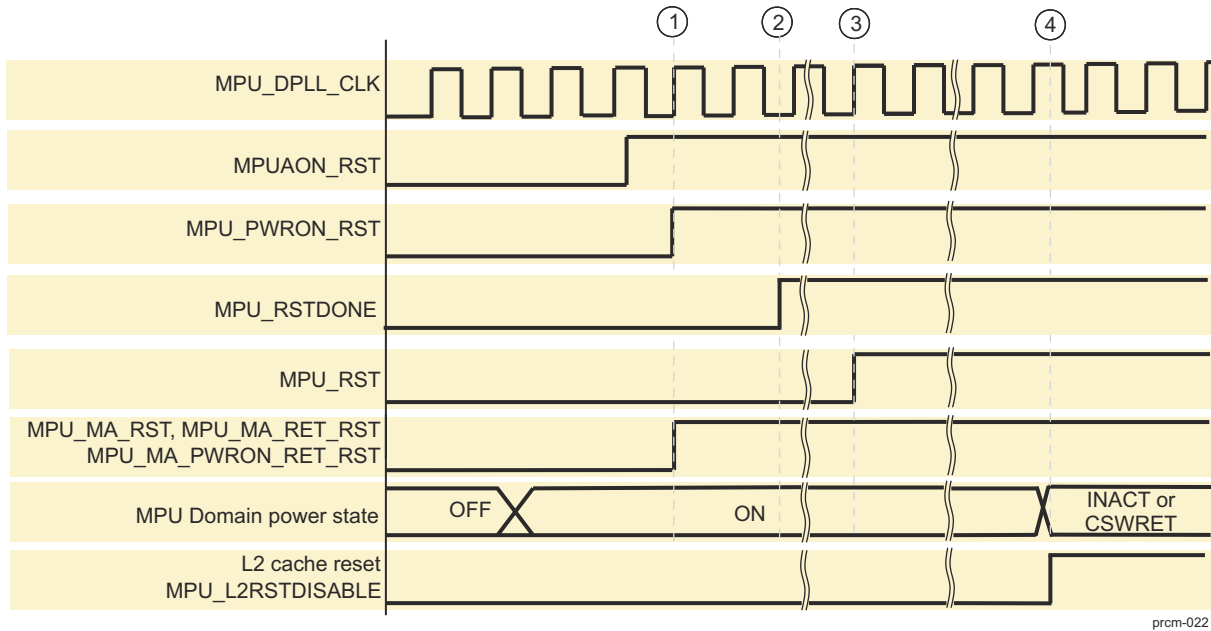 1 2 3 4
MPU_DPLL_CLK
MPUAON_RST
MPU_PWRON_RST
MPU_RSTDONE
MPU_RST
MPU_MA_RST, MPU_MA_RET_RST
MPU_MA_PWRON_RET_RST
MPU Domain power state
OFF
ON
INACT or
CSWRET
L2 cache reset
MPU_L2RSTDISABLE
prcm-022